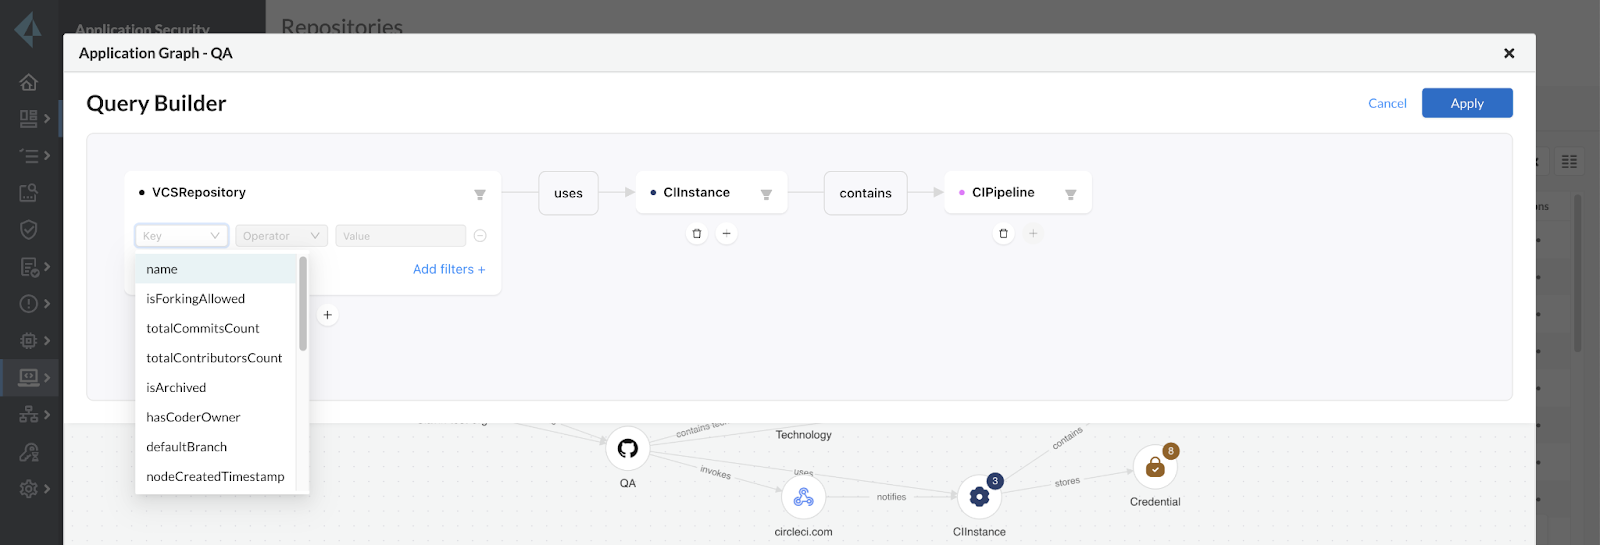 Application Security
Repositories
Application Graph - QA
Query Builder
Cancel
Apply
VCSRepository
uses
CIInstance
contains
CIPipeline
Key
Operator
Value
Add filters +
name
isForkingAllowed
totalCommitsCount
totalContributorsCount
isArchived
hasCoderOwner
defaultBranch
nodeCreatedTimestamp
contains
Technology
contains
QA
invokes
uses
circleci.com
notifies
3
CIInstance
stores
8
Credential